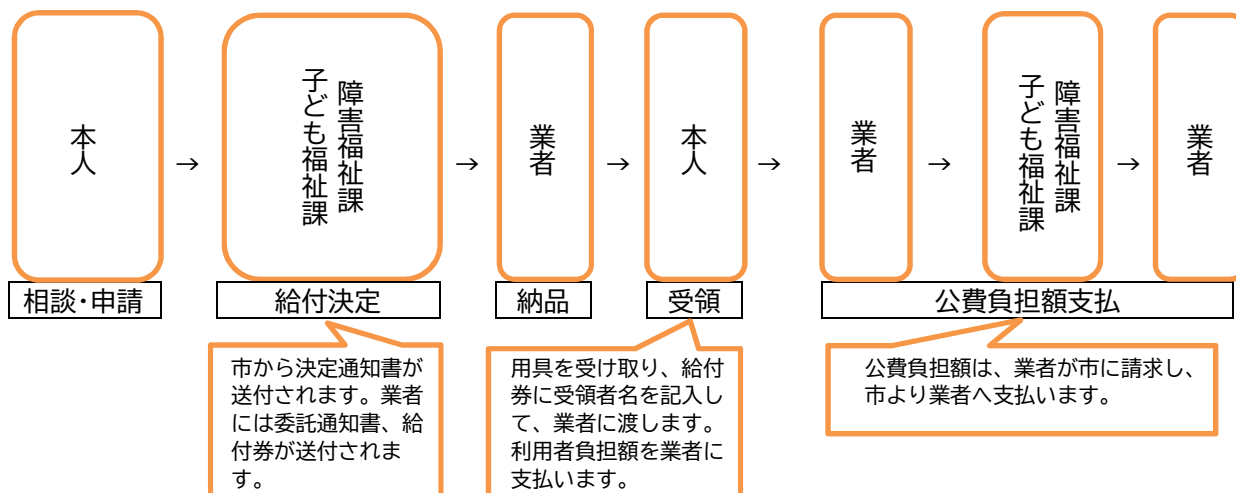 本人
→
障害福祉課
子ども福祉課
→
業者
→
本人
→
業者
→
障害福祉課
子ども福祉課
→
業者
相談・申請
給付決定
納品
受領
公費負担額支払
市から決定通知書が
送付されます。業者
には委託通知書、給
付券が送付されま
す。
用具を受け取り、給付
券に受領者名を記入し
て、業者に渡します。
利用者負担額を業者に
支払います。
公費負担額は、業者が市に請求し、
市より業者へ支払います。